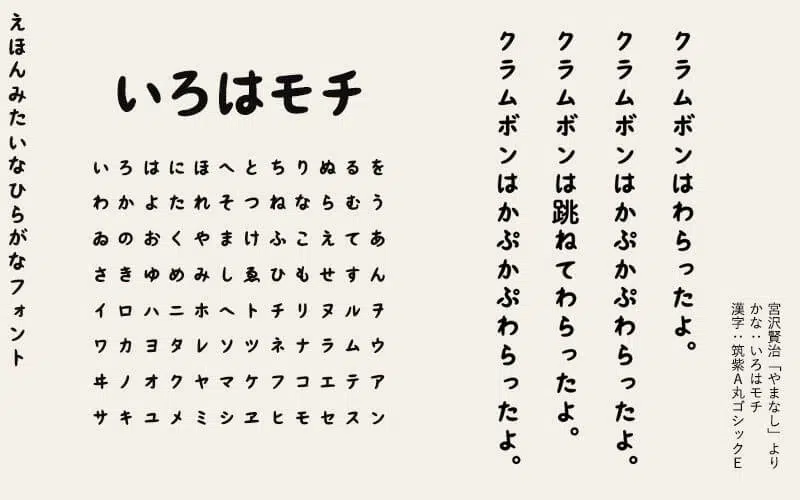 えほんみたいなひらがなフォント
いろはモチ
いろはにほへとちりぬるを
わかよたれそつねならむう
ゐのおくやまけふこえてあ
さきゆめみしゑひもせすん
イロハニホヘトチリヌルヲ
ワカヨタレソツネナラムウ
ヰノオクヤマケフコエテア
サキユメミシヱヒモセスン
クラムボンはわらったよ。
クラムボンはかぷかぷわらったよ。
クラムボンは跳ねてわらったよ。
クラムボンはかぷかぷわらったよ。
宮沢賢治「やまなし」より
かな：いろはモチ
漢字：筑紫A丸ゴシックE